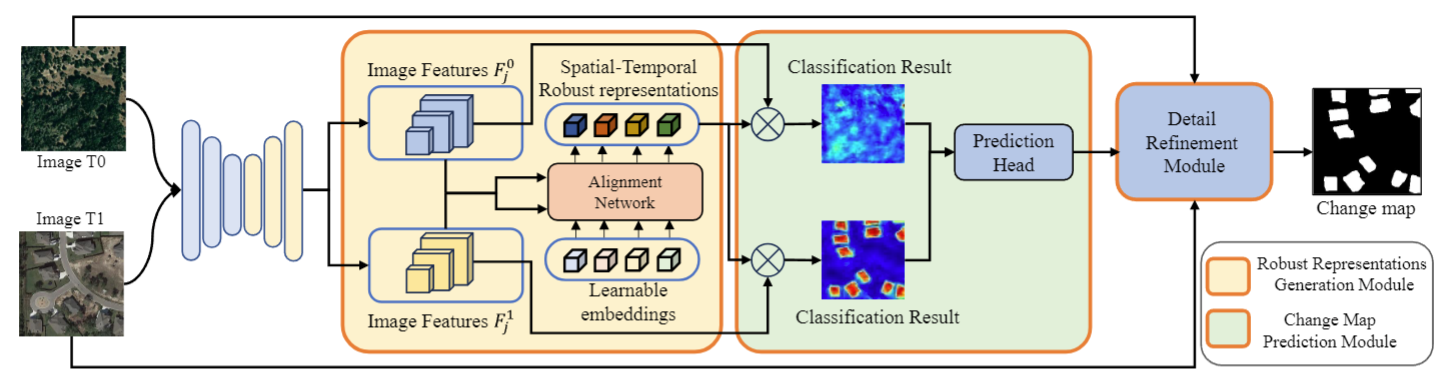 Image T0
Image T1
Image Features $F_j^0$
Image Features $F_j^1$
Spatial-Temporal
Robust representations
Alignment
Network
Learnable
embeddings
Classification Result
Classification Result
Prediction
Head
Detail
Refinement
Module
Change map
Robust Representations
Generation Module
Change Map
Prediction Module